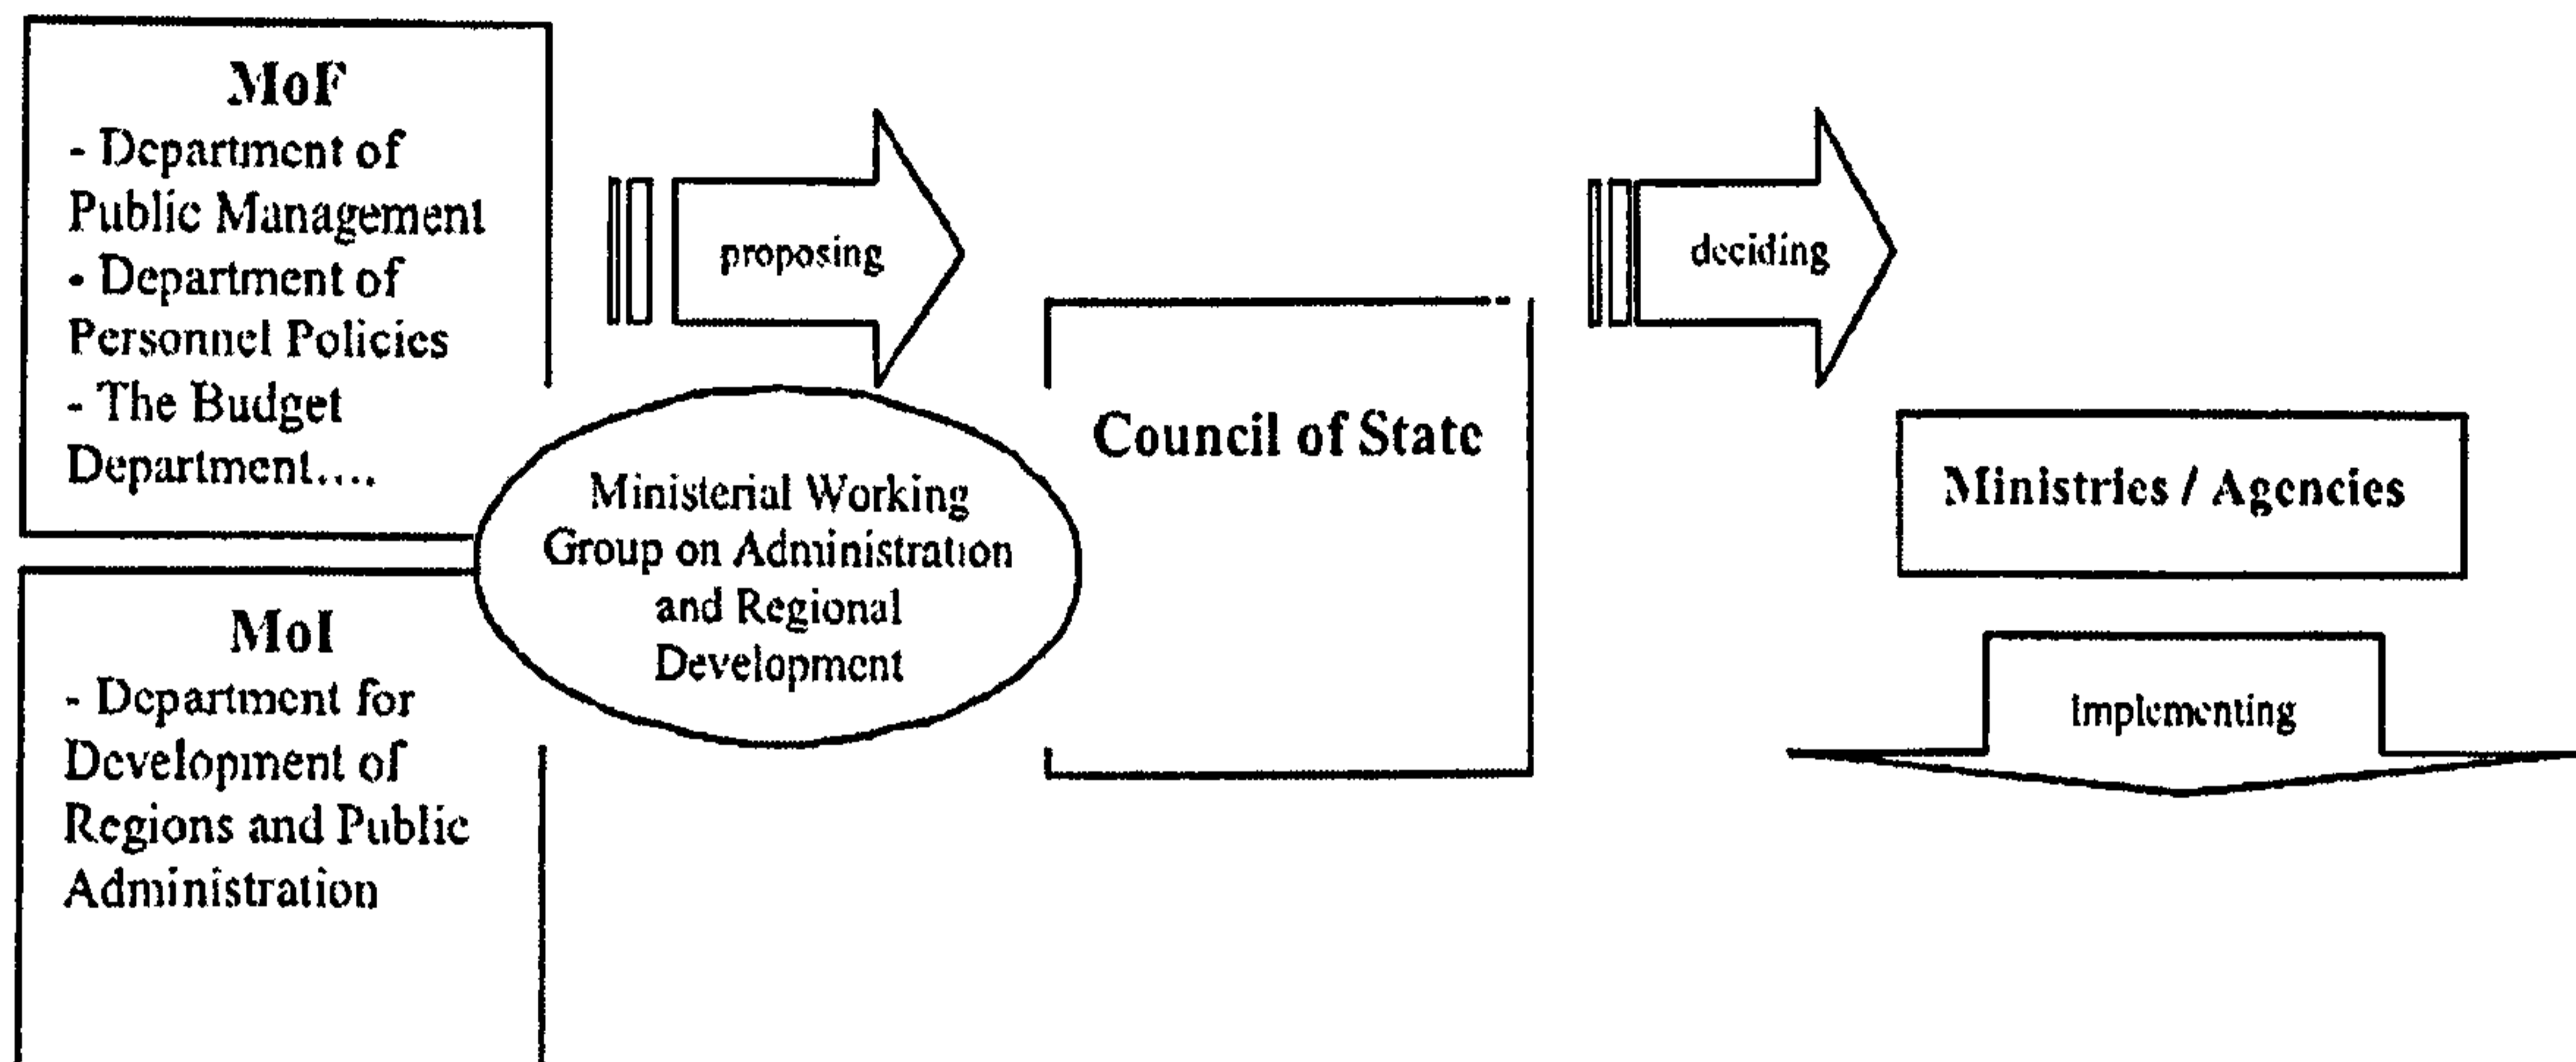 MoF
- Department of
Public Management
- Department of
Personnel Policies
- The Budget
Department....
MoI
- Department for
Development of
Regions and Public
Administration
proposing
Ministerial Working
Group on Administration
and Regional
Development
Council of State
deciding
Ministries / Agencies
Implementing